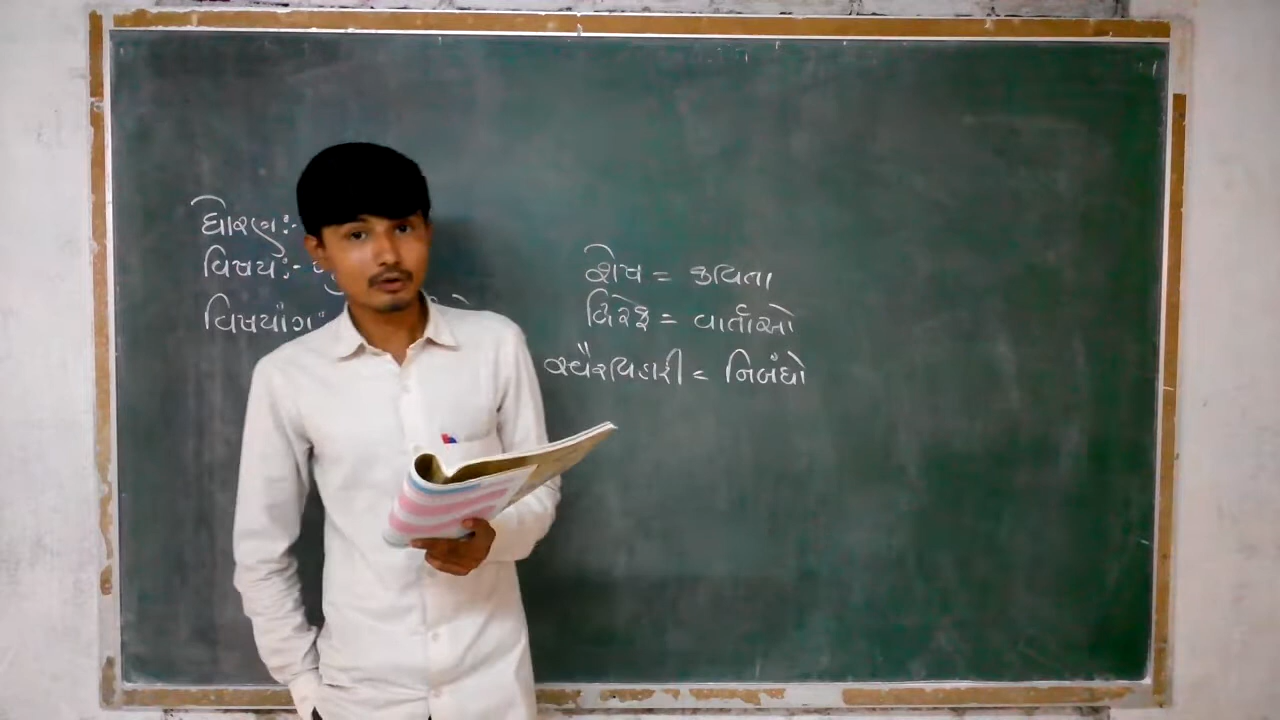 ધોરણ:-
વિષય:-
વિષયાંગ:
શેષ = કવિતા
દ્વિરેફ = વાર્તાઓ
સ્વૈરવિહારી = નિબંધો